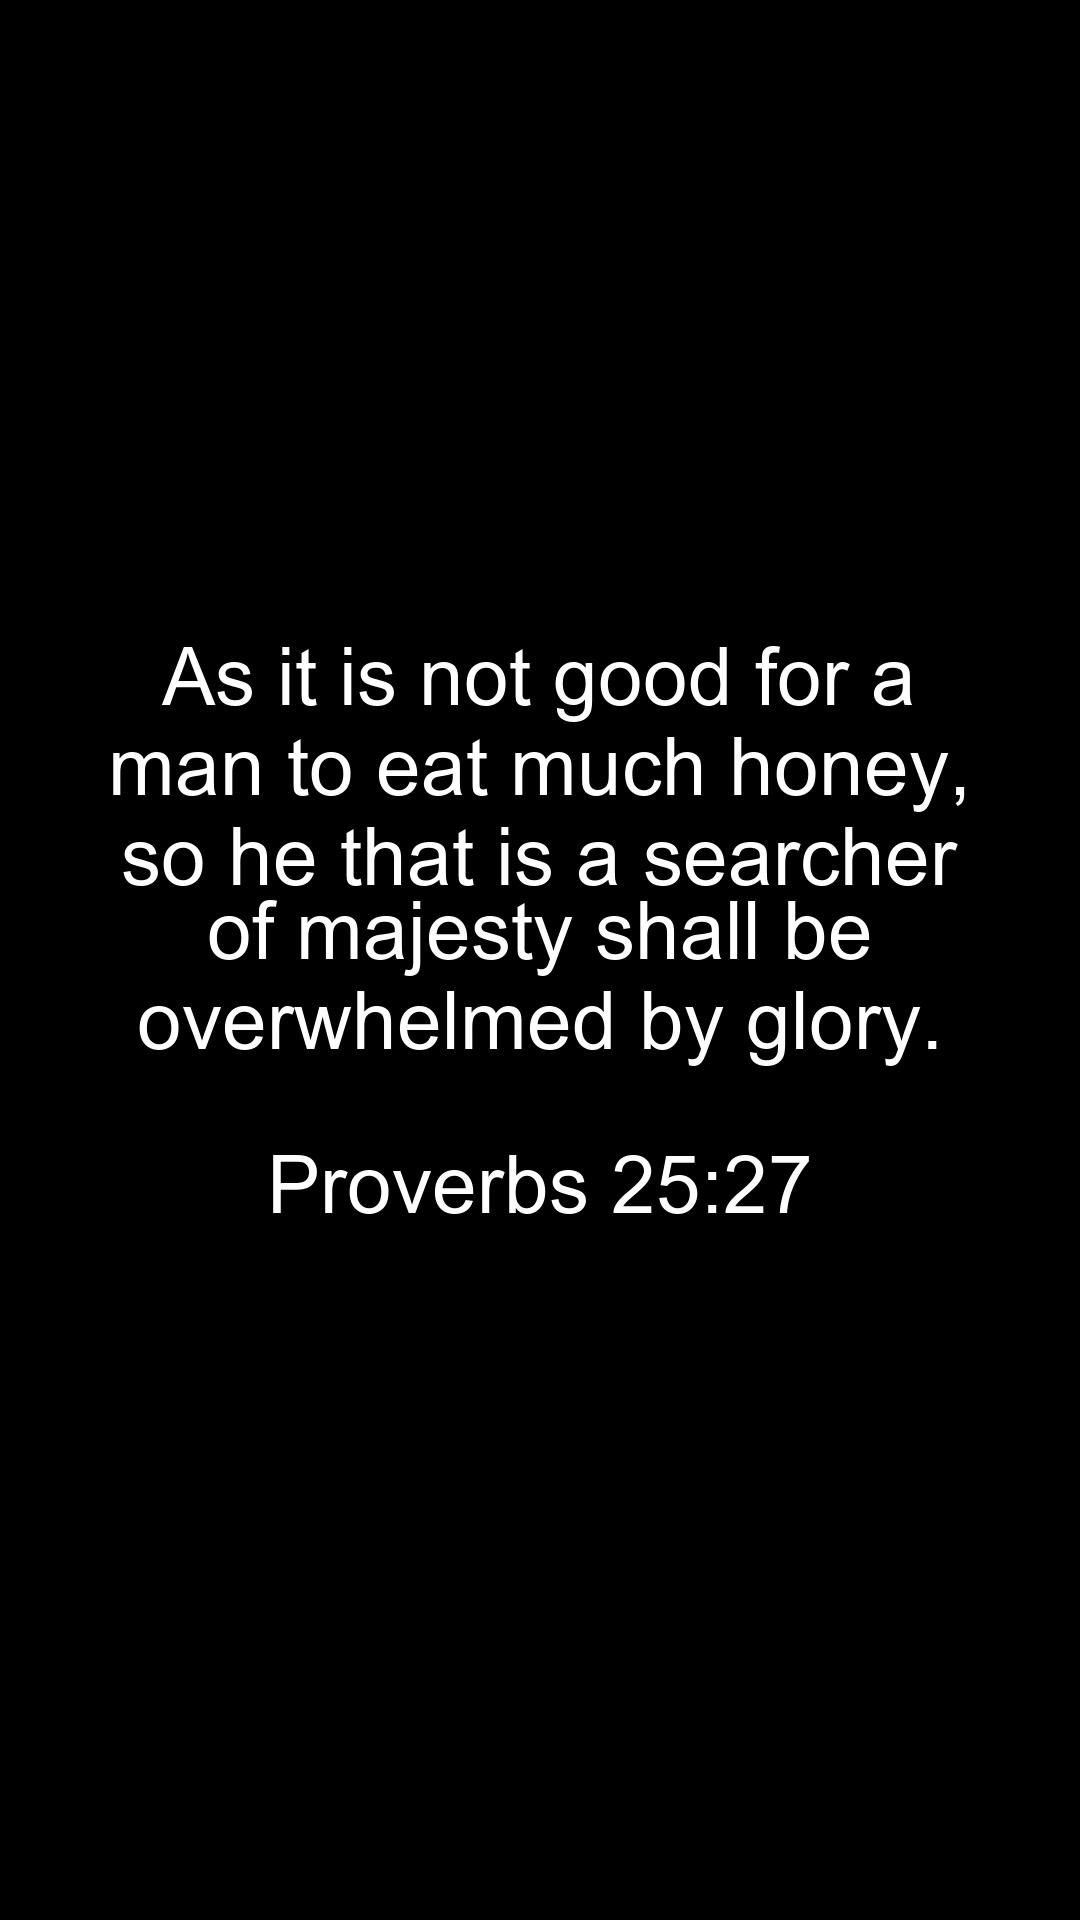 As it is not good for a
man to eat much honey,
so he that is a searcher
of majesty shall be
overwhelmed by glory.
Proverbs 25:27